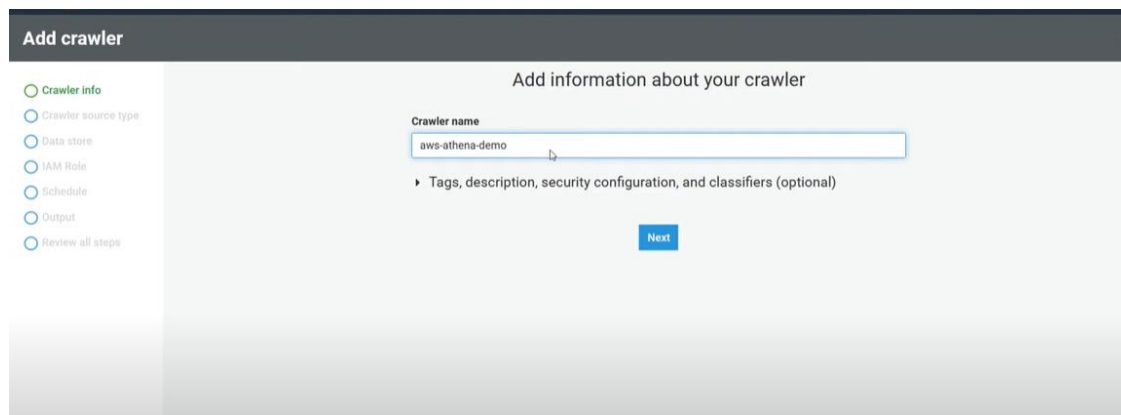 Add crawler
Crawler info
Crawler source type
Data store
IAM Role
Schedule
Output
Review all steps
Add information about your crawler
Crawler name
aws-athena-demo
Tags, description, security configuration, and classifiers (optional)
Next